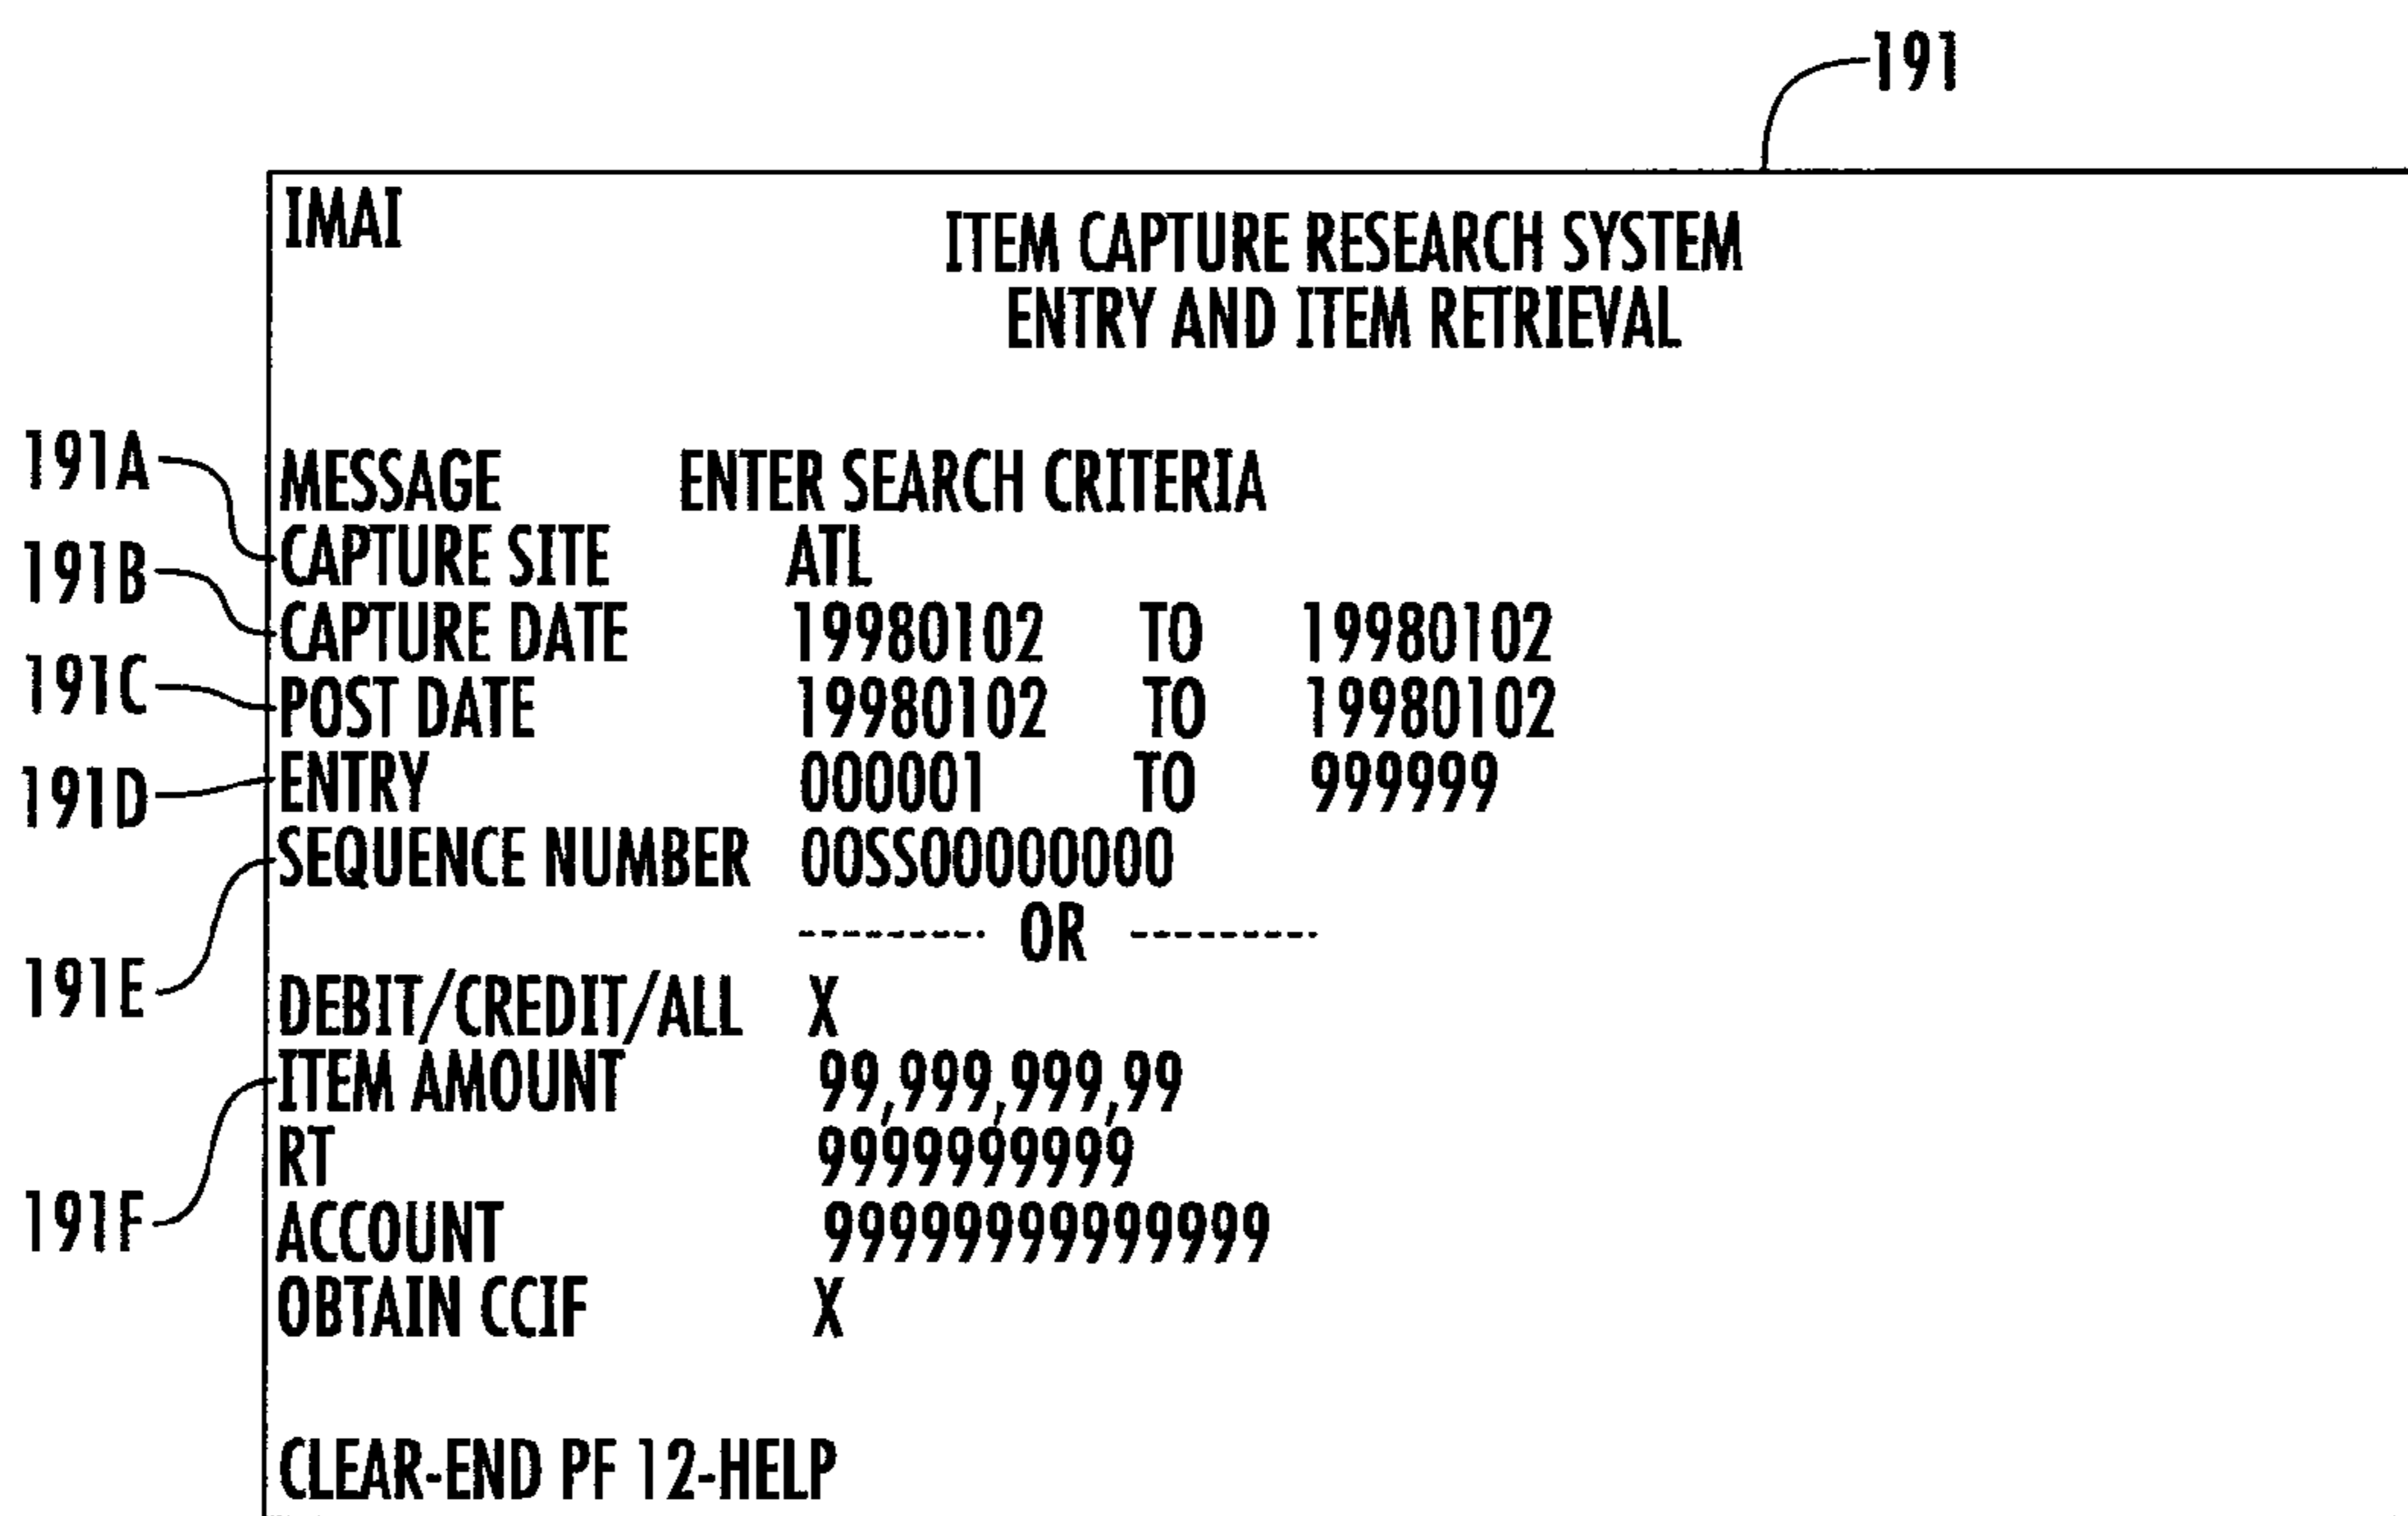 191
IMAI
ITEM CAPTURE RESEARCH SYSTEM
ENTRY AND ITEM RETRIEVAL
191A
MESSAGE ENTER SEARCH CRITERIA
CAPTURE SITE ATL
191B
CAPTURE DATE 19980102 TO 19980102
191C
POST DATE 19980102 TO 19980102
191D
ENTRY 000001 TO 999999
SEQUENCE NUMBER 00SS00000000
--------- OR ---------
191E
DEBIT/CREDIT/ALL X
ITEM AMOUNT 99,999,999,99
RT 9999999999
191F
ACCOUNT 99999999999999
OBTAIN CCIF X
CLEAR-END PF 12-HELP